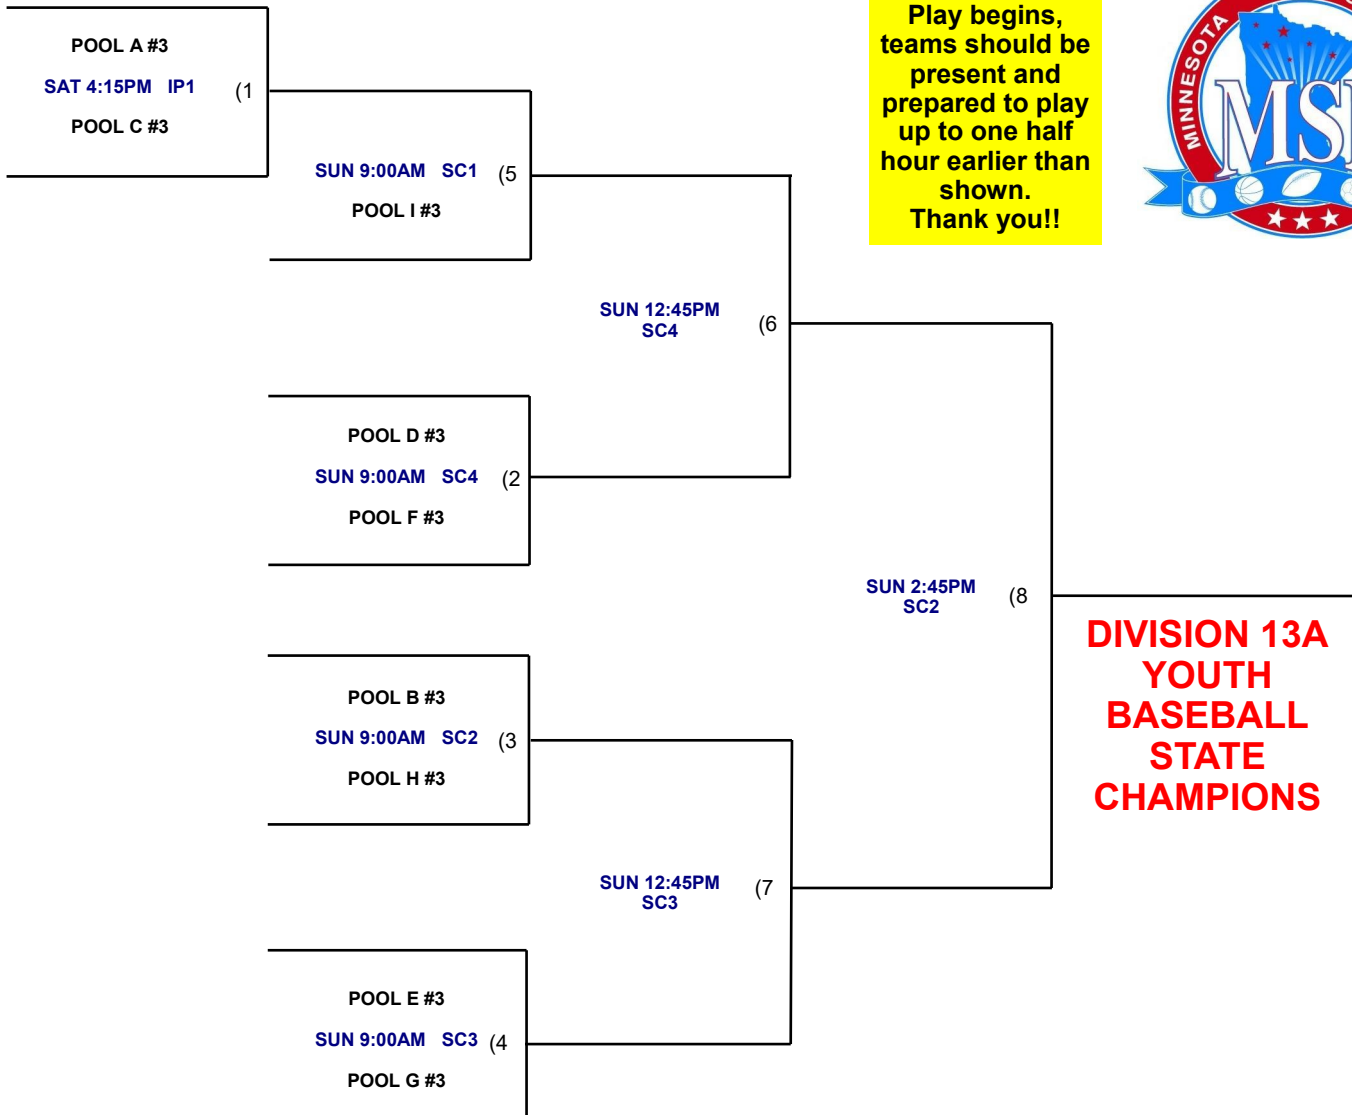 POOL A #3
SAT 4:15PM IP1 (1
POOL C #3
SUN 9:00AM SC1 (5
POOL I #3
Play begins,
teams should be
present and
prepared to play
up to one half
hour earlier than
shown.
Thank you!!
MINNESOTA
SUN 12:45PM
SC4
(6
POOL D #3
SUN 9:00AM SC4 (2
POOL F #3
SUN 2:45PM
SC2
(8
DIVISION 13A
YOUTH
BASEBALL
STATE
CHAMPIONS
POOL B #3
SUN 9:00AM SC2 (3
POOL H #3
SUN 12:45PM
SC3
(7
POOL E #3
SUN 9:00AM SC3 (4
POOL G #3